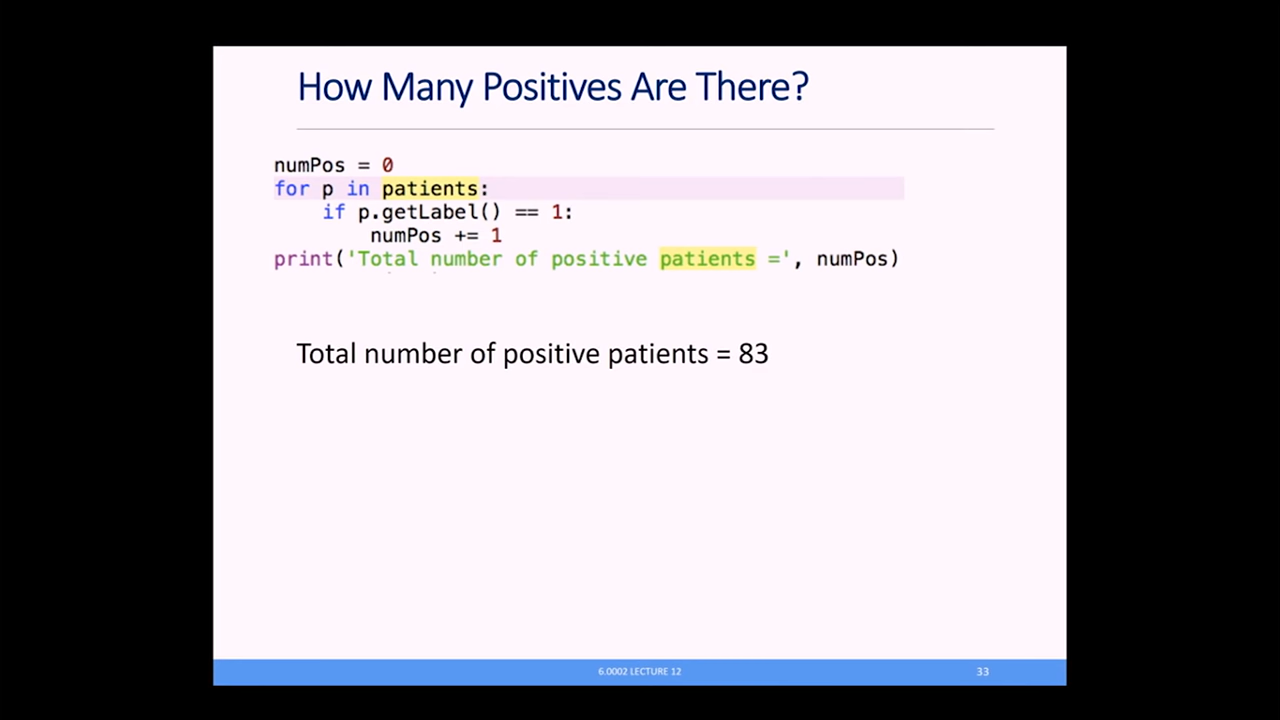 How Many Positives Are There?
numPos = 0
for p in patients:
    if p.getLabel() == 1:
        numPos += 1
print('Total number of positive patients =', numPos)
Total number of positive patients = 83
6.0002 LECTURE 12
33